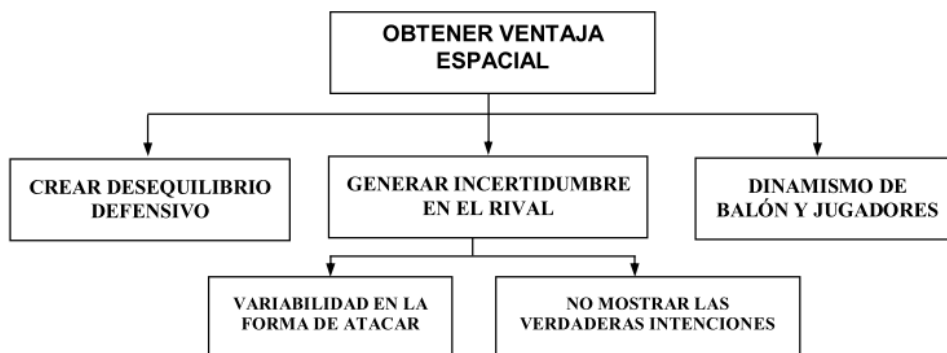 OBTENER VENTAJA
ESPACIAL
CREAR DESEQUILIBRIO
DEFENSIVO
GENERAR INCERTIDUMBRE
EN EL RIVAL
DINAMISMO DE
BALÓN Y JUGADORES
VARIABILIDAD EN LA
FORMA DE ATACAR
NO MOSTRAR LAS
VERDADERAS INTENCIONES